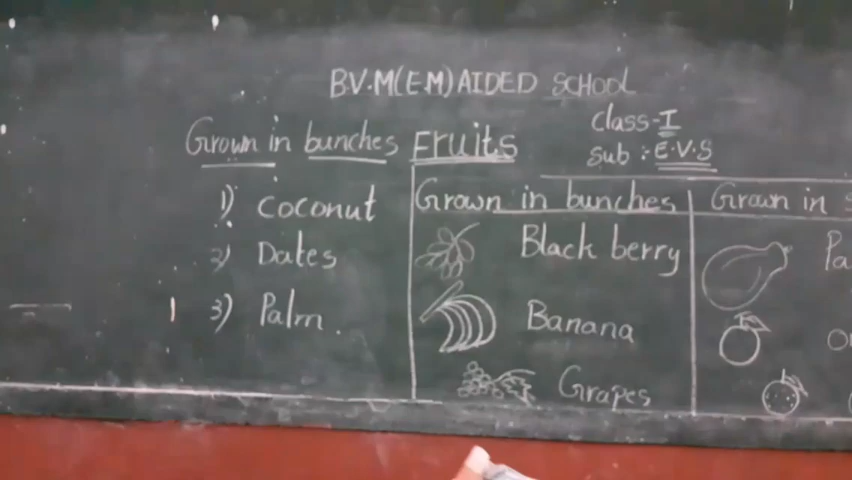 B.V.M(E.M) AIDED SCHOOL
class-I
sub : E.V.S
Fruits
Grown in bunches
1) coconut
2) Dates
3) Palm.
Grown in bunches
Black berry
Banana
Grapes
Grown in